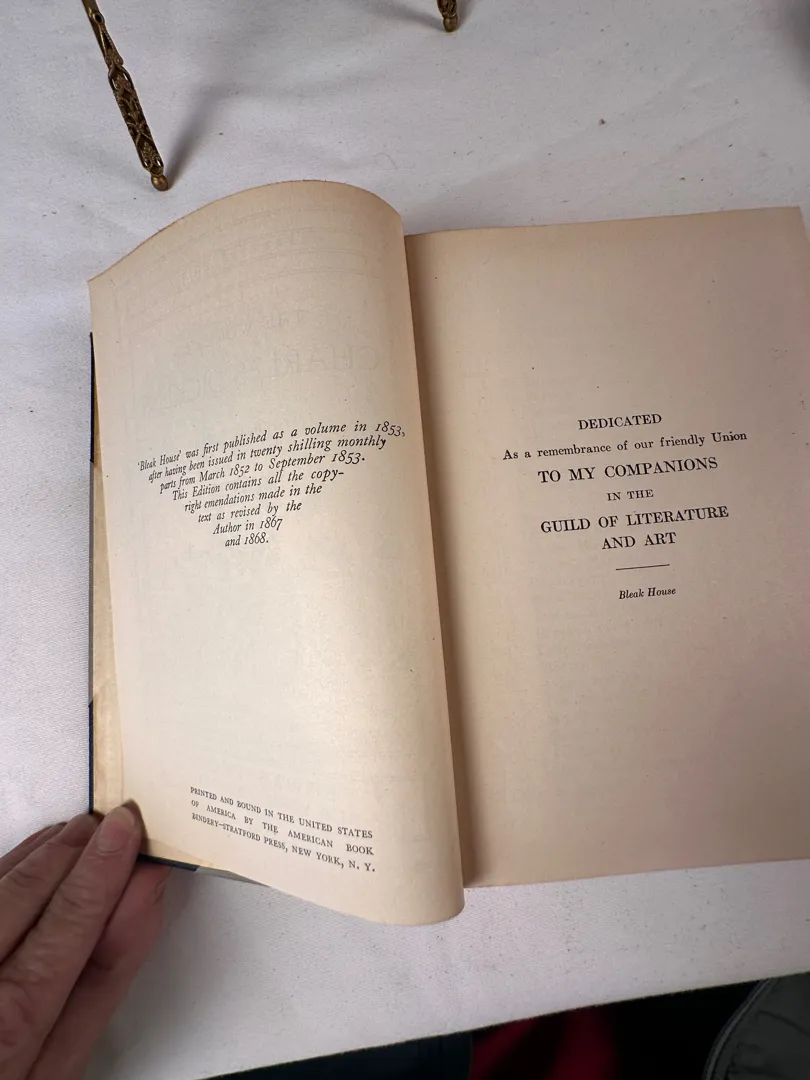 'Bleak House' was first published as a volume in 1853,
after having been issued in twenty shilling monthly
parts from March 1852 to September 1853.
This Edition contains all the copy-
right emendations made in the
text as revised by the
Author in 1867
and 1868.
PRINTED AND BOUND IN THE UNITED STATES
OF AMERICA BY THE AMERICAN BOOK
BINDERY–STRATFORD PRESS, NEW YORK, N. Y.
DEDICATED
As a remembrance of our friendly Union
TO MY COMPANIONS
IN THE
GUILD OF LITERATURE
AND ART
Bleak House